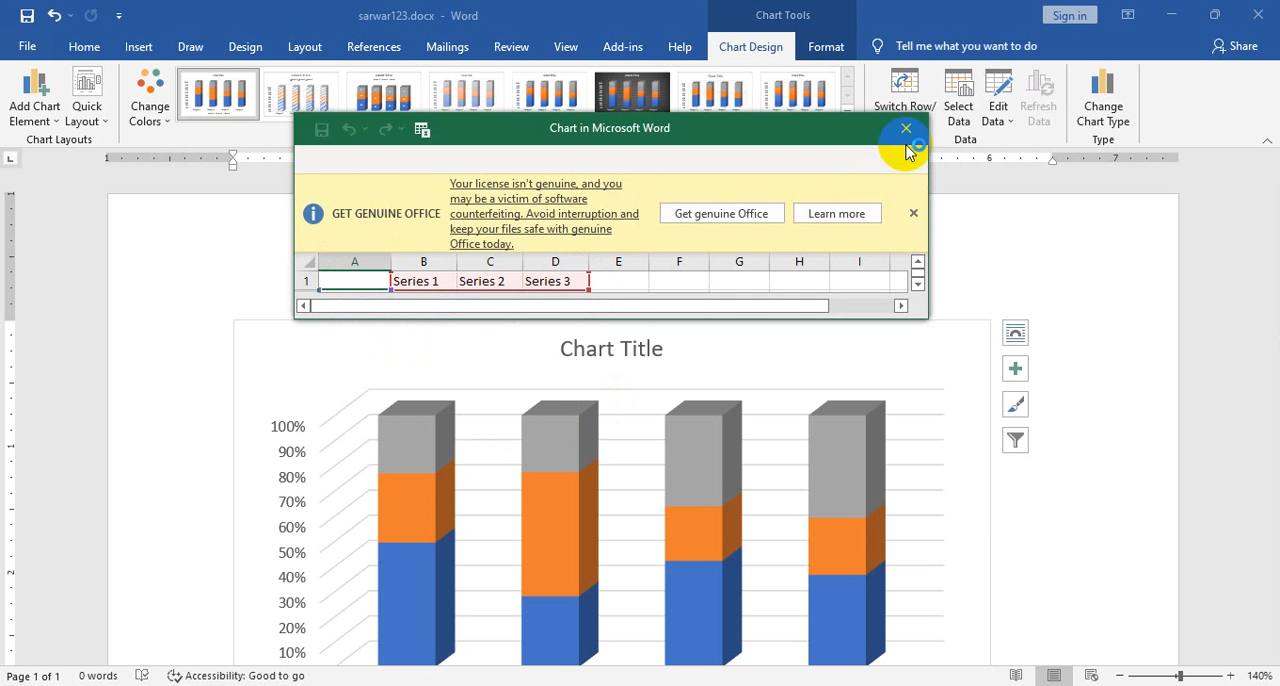 sarwar123.docx - Word
Chart Tools
Sign in
File Home Insert Draw Design Layout References Mailings Review View Add-ins Help Chart Design Format Tell me what you want to do Share
Add Chart Element
Quick Layout
Change Colors
Switch Row/
Select Data
Edit Data
Refresh Data
Change Chart Type
Chart Layouts
Data
Type
1
6
7
Chart in Microsoft Word
GET GENUINE OFFICE
Your license isn't genuine, and you
may be a victim of software
counterfeiting. Avoid interruption and
keep your files safe with genuine
Office today.
Get genuine Office
Learn more
A B C D E F G H I
1 Series 1 Series 2 Series 3
Chart Title
100%
90%
80%
70%
60%
50%
40%
30%
20%
10%
1
1
2
Page 1 of 1
0 words
Accessibility: Good to go
140%